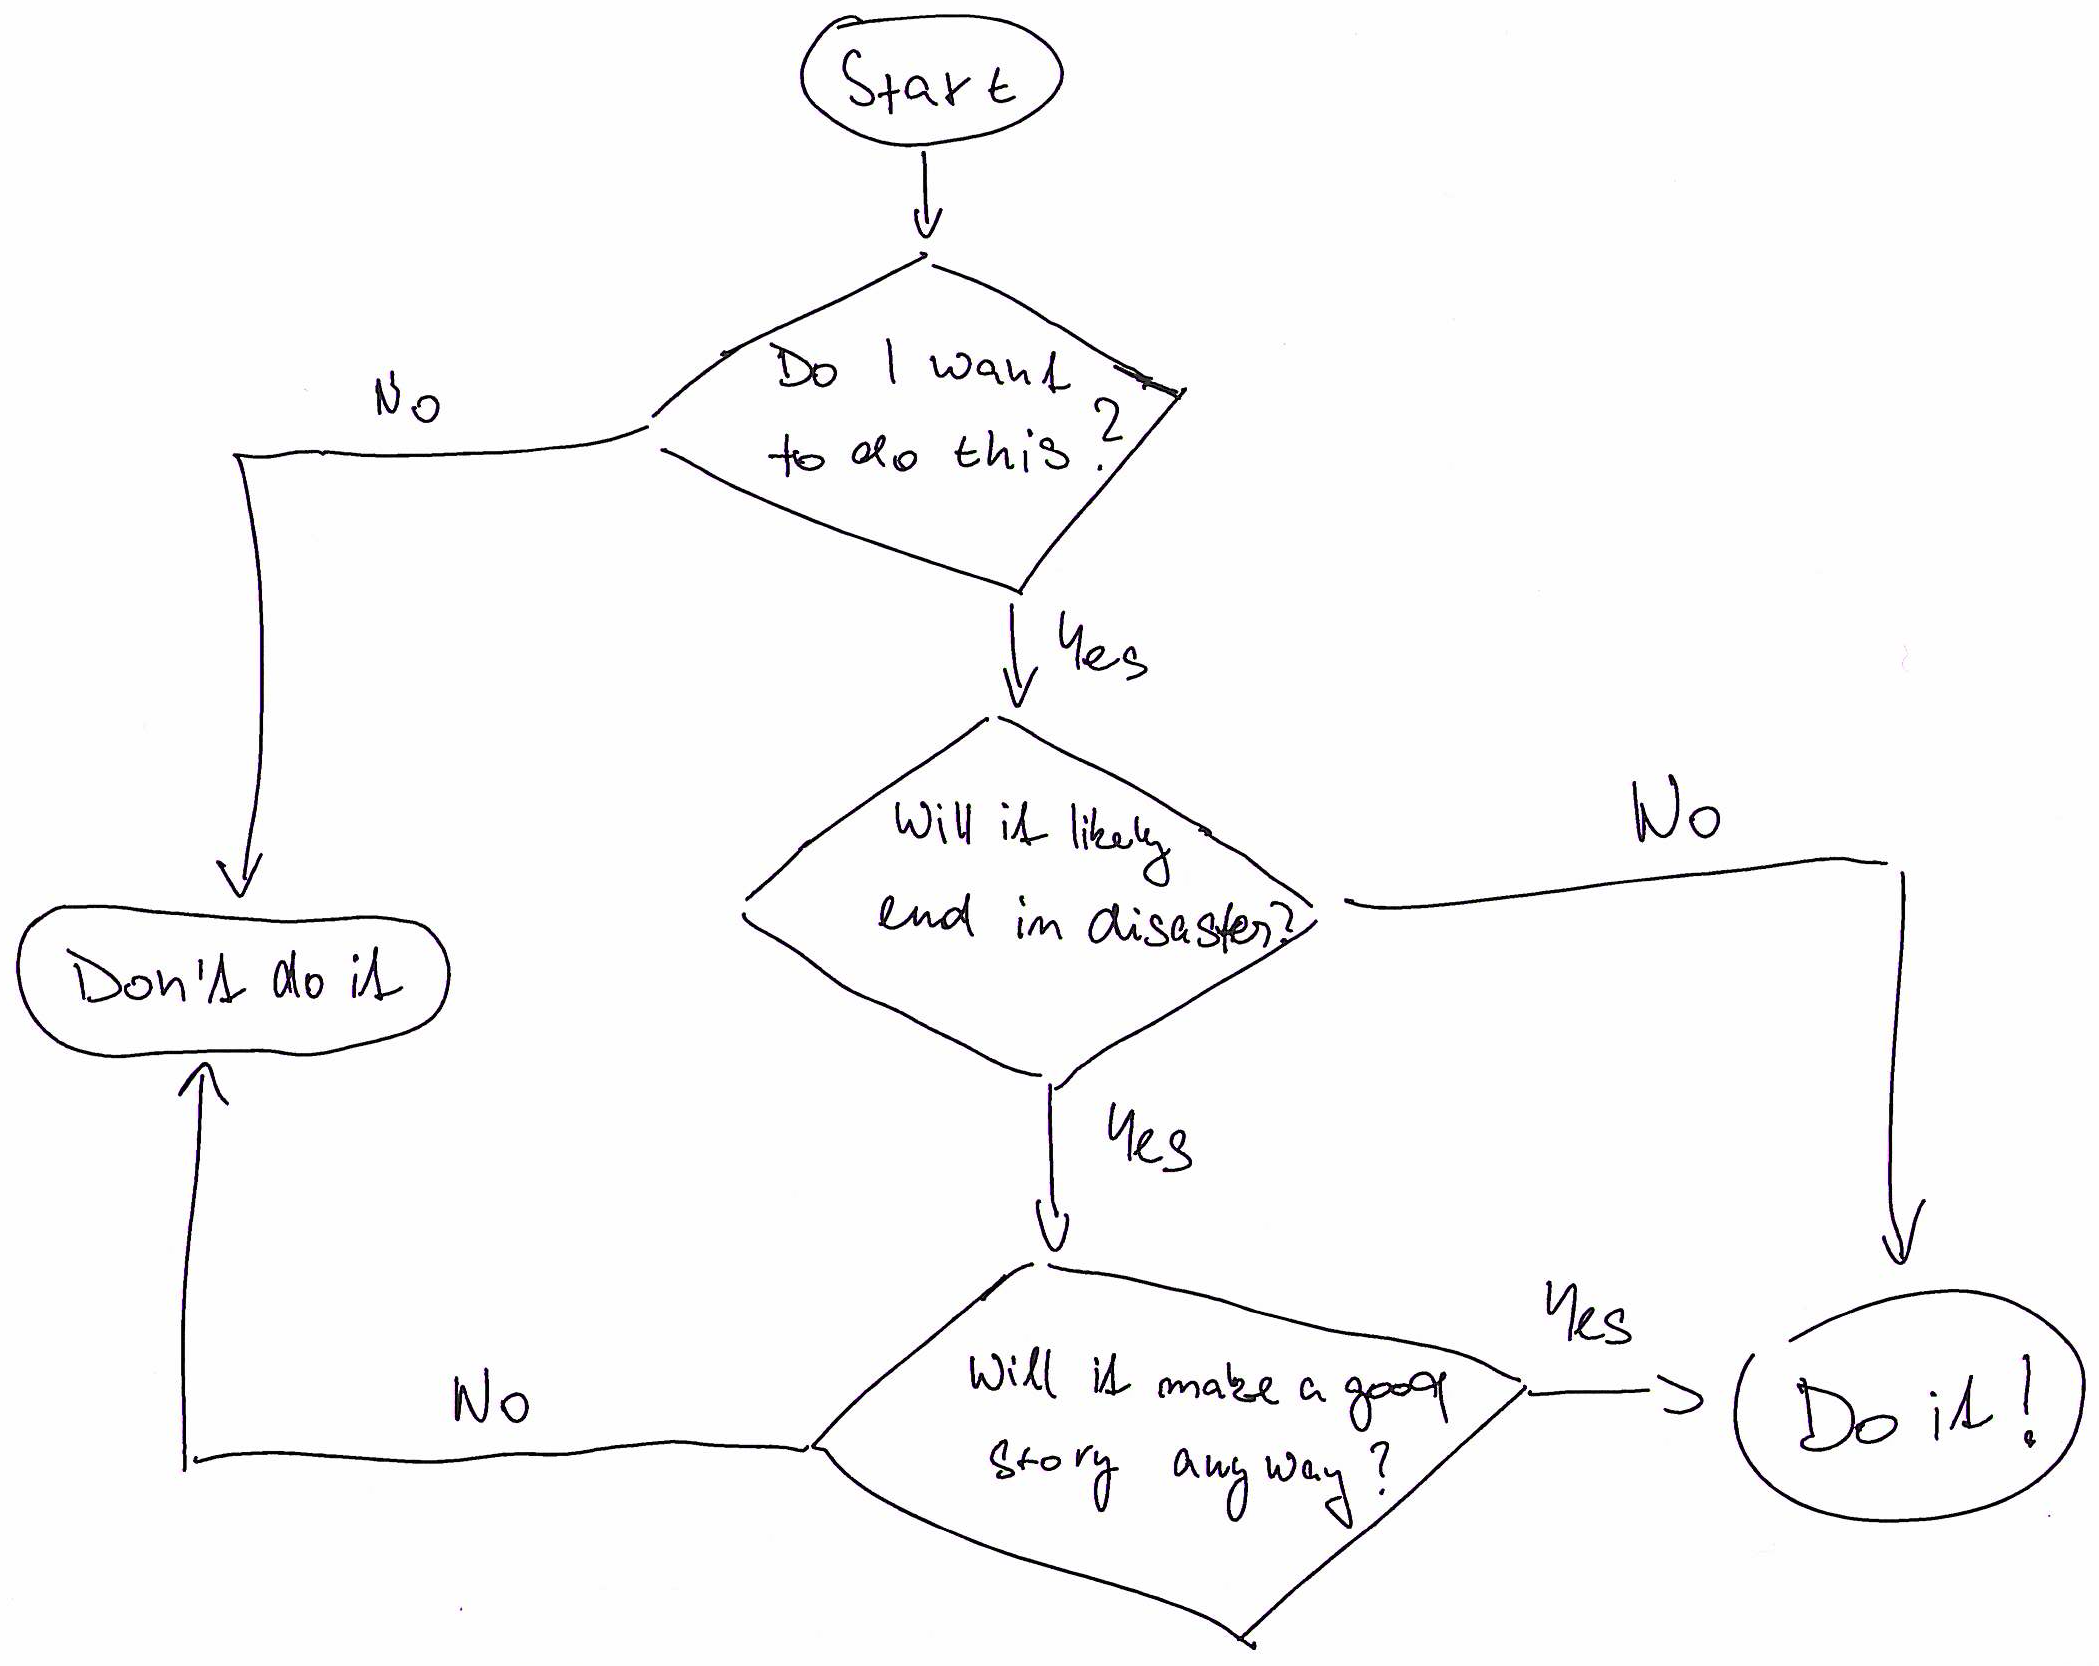 Start
Do I want
to do this?
No
Yes
Will it likely
end in disaster?
No
Don't do it
Yes
Will it make a good
story anyway?
Yes
No
Do it!